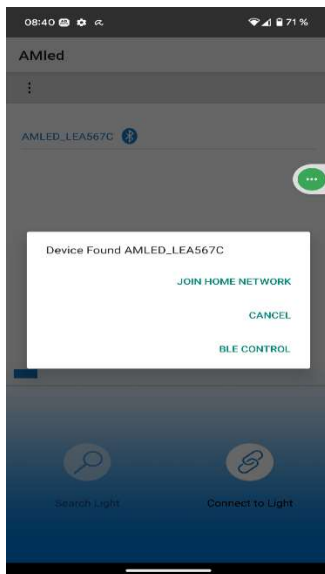 08:40
71 %
AMled
AMLED_LEA567C
Device Found AMLED_LEA567C
JOIN HOME NETWORK
CANCEL
BLE CONTROL
Search Light
Connect to Light